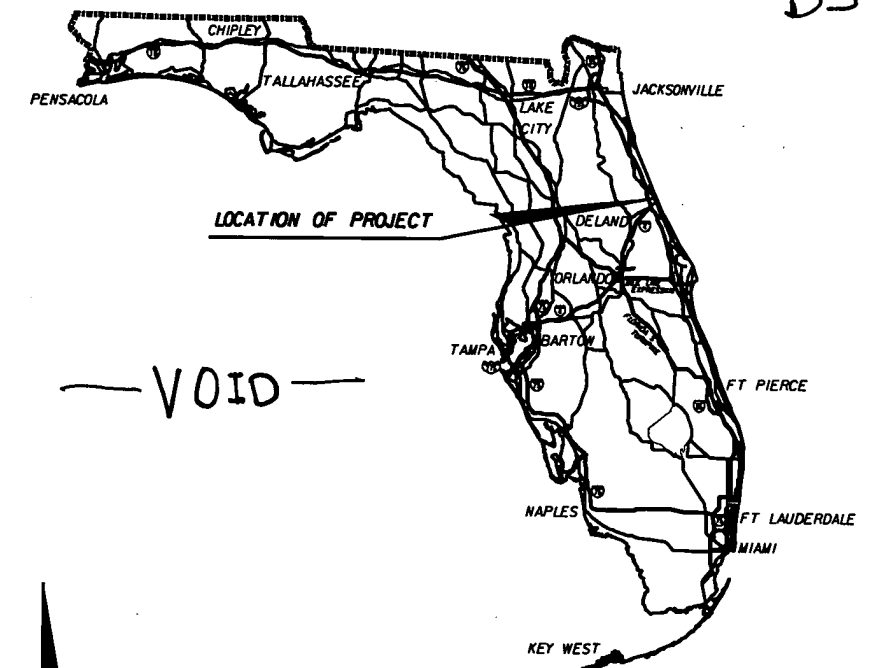 CHIPLEY
TALLAHASSEE
PENSACOLA
JACKSONVILLE
LAKE
CITY
LOCATION OF PROJECT
DELAND
ORLANDO
TAMPA
BARTOW
VOID
FT PIERCE
NAPLES
FT LAUDERDALE
MIAMI
KEY WEST